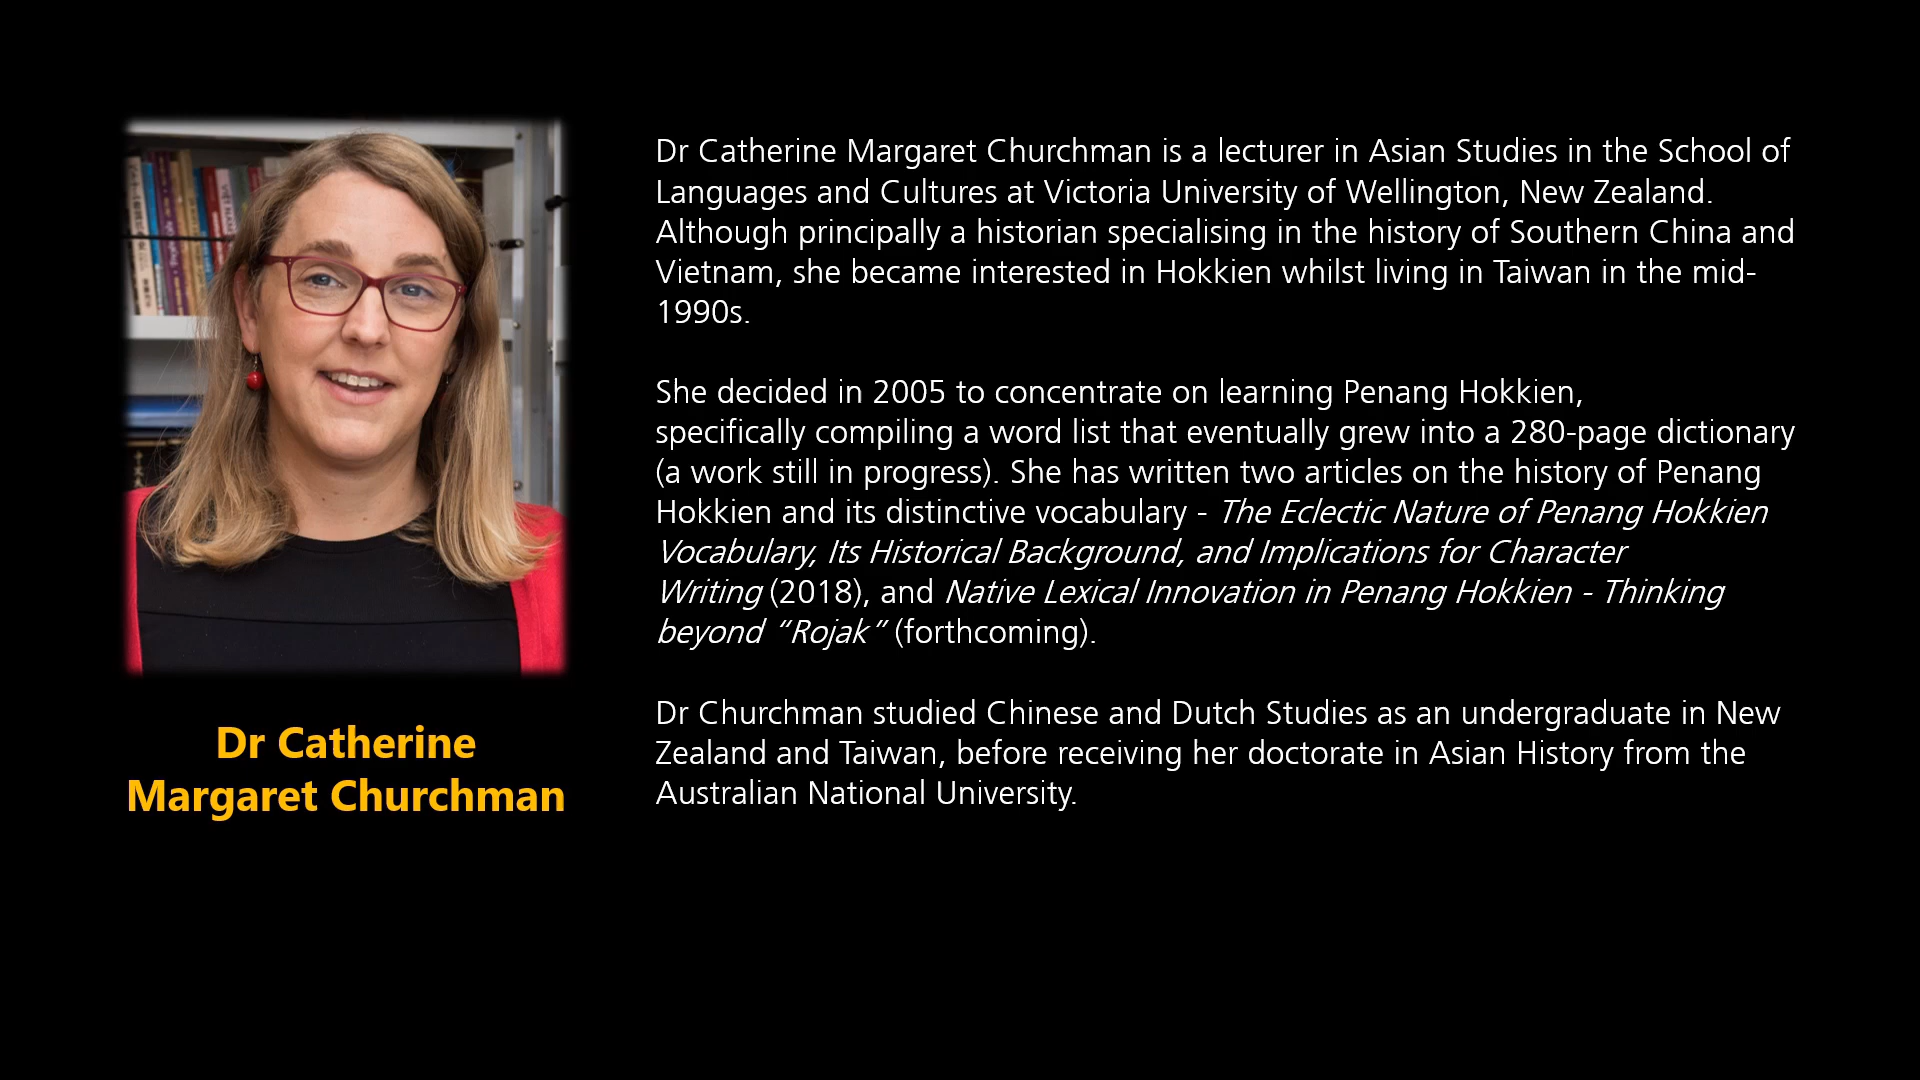 Dr Catherine Margaret Churchman is a lecturer in Asian Studies in the School of
Languages and Cultures at Victoria University of Wellington, New Zealand.
Although principally a historian specialising in the history of Southern China and
Vietnam, she became interested in Hokkien whilst living in Taiwan in the mid-
1990s.
She decided in 2005 to concentrate on learning Penang Hokkien,
specifically compiling a word list that eventually grew into a 280-page dictionary
(a work still in progress). She has written two articles on the history of Penang
Hokkien and its distinctive vocabulary - The Eclectic Nature of Penang Hokkien
Vocabulary, Its Historical Background, and Implications for Character
Writing (2018), and Native Lexical Innovation in Penang Hokkien - Thinking
beyond “Rojak” (forthcoming).
Dr Churchman studied Chinese and Dutch Studies as an undergraduate in New
Zealand and Taiwan, before receiving her doctorate in Asian History from the
Australian National University.
Dr Catherine
Margaret Churchman